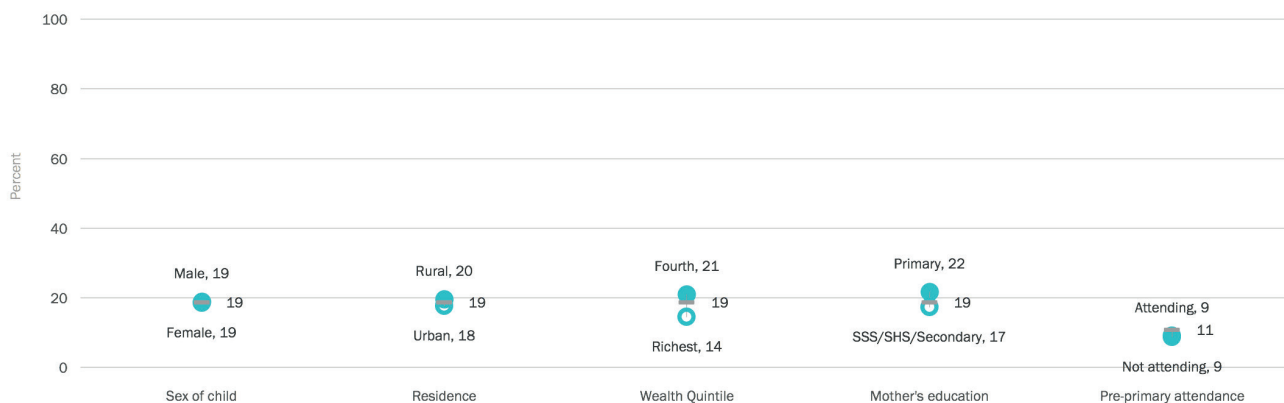 100
80
60
40
20
0
Percent
Male, 19
19
Female, 19
Rural, 20
19
Urban, 18
Fourth, 21
19
Richest, 14
Primary, 22
19
SSS/SHS/Secondary, 17
Attending, 9
11
Not attending, 9
Sex of child
Residence
Wealth Quintile
Mother's education
Pre-primary attendance